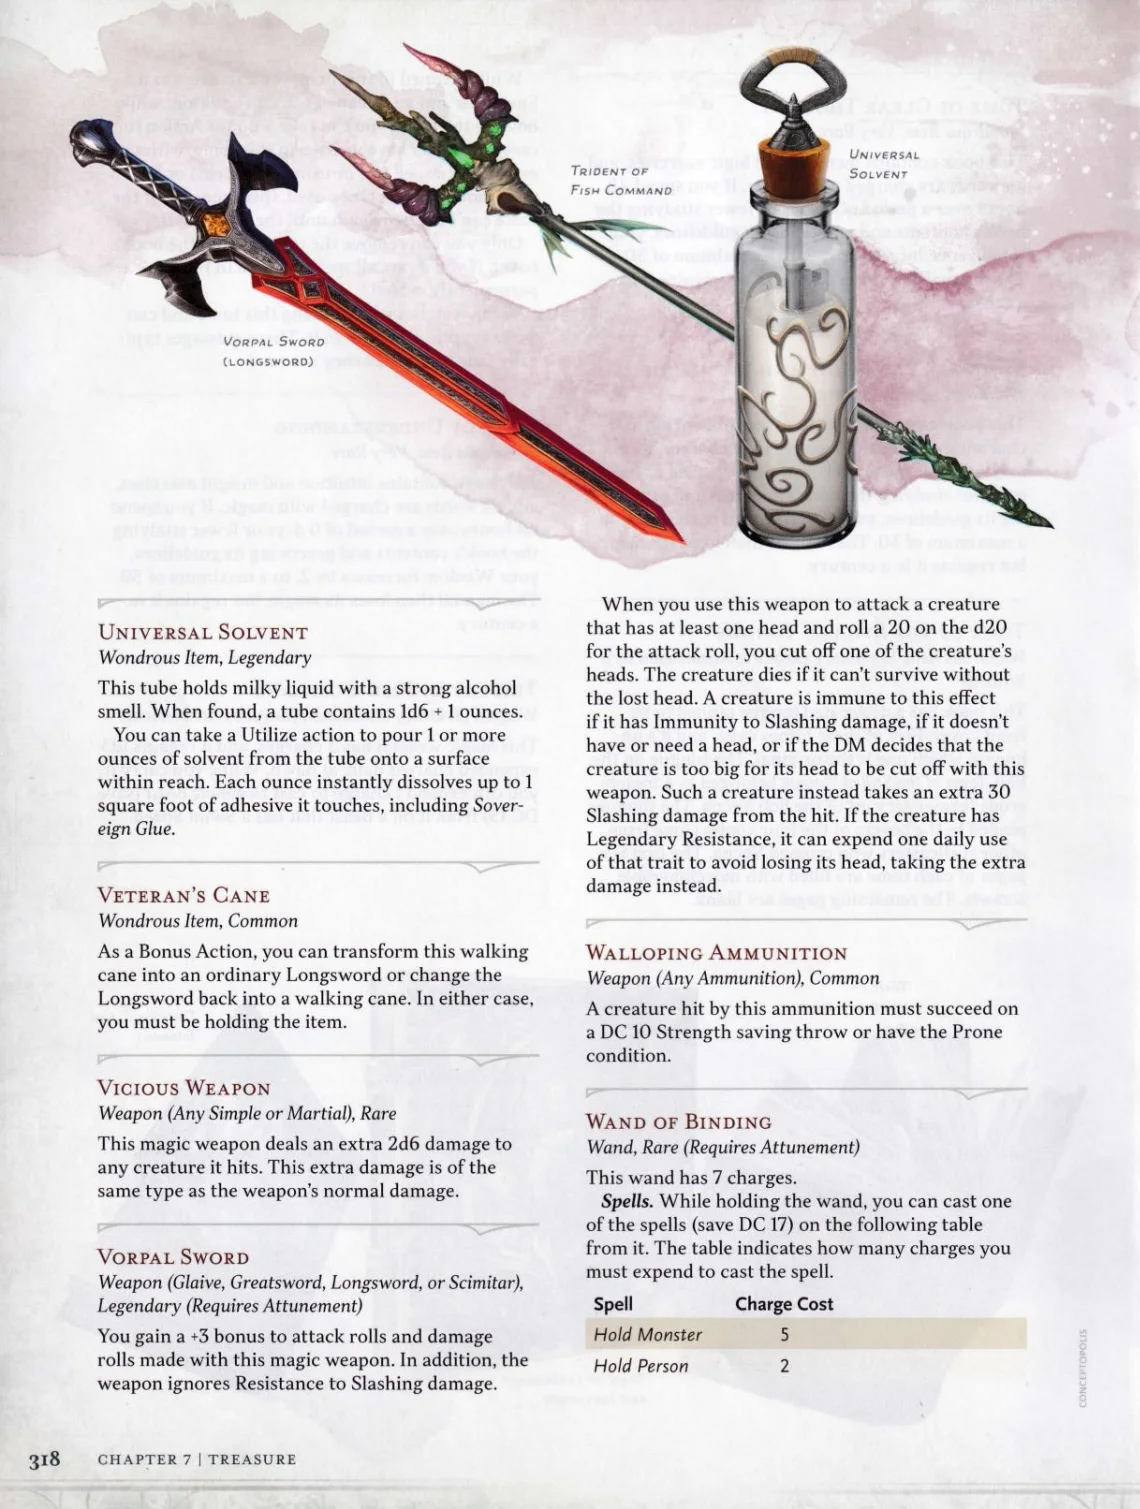 TRIDENT OF
FISH COMMAND
UNIVERSAL
SOLVENT
VORPAL SWORD
(LONGSWORD)
UNIVERSAL SOLVENT
Wondrous Item, Legendary
This tube holds milky liquid with a strong alcohol
smell. When found, a tube contains 1d6 + 1 ounces.
You can take a Utilize action to pour 1 or more
ounces of solvent from the tube onto a surface
within reach. Each ounce instantly dissolves up to 1
square foot of adhesive it touches, including Sover-
eign Glue.
VETERAN'S CANE
Wondrous Item, Common
As a Bonus Action, you can transform this walking
cane into an ordinary Longsword or change the
Longsword back into a walking cane. In either case,
you must be holding the item.
VICIOUS WEAPON
Weapon (Any Simple or Martial), Rare
This magic weapon deals an extra 2d6 damage to
any creature it hits. This extra damage is of the
same type as the weapon's normal damage.
VORPAL SWORD
Weapon (Glaive, Greatsword, Longsword, or Scimitar),
Legendary (Requires Attunement)
You gain a +3 bonus to attack rolls and damage
rolls made with this magic weapon. In addition, the
weapon ignores Resistance to Slashing damage.
When you use this weapon to attack a creature
that has at least one head and roll a 20 on the d20
for the attack roll, you cut off one of the creature's
heads. The creature dies if it can't survive without
the lost head. A creature is immune to this effect
if it has Immunity to Slashing damage, if it doesn't
have or need a head, or if the DM decides that the
creature is too big for its head to be cut off with this
weapon. Such a creature instead takes an extra 30
Slashing damage from the hit. If the creature has
Legendary Resistance, it can expend one daily use
of that trait to avoid losing its head, taking the extra
damage instead.
WALLOPING AMMUNITION
Weapon (Any Ammunition), Common
A creature hit by this ammunition must succeed on
a DC 10 Strength saving throw or have the Prone
condition.
WAND OF BINDING
Wand, Rare (Requires Attunement)
This wand has 7 charges.
Spells. While holding the wand, you can cast one
of the spells (save DC 17) on the following table
from it. The table indicates how many charges you
must expend to cast the spell.
Spell Charge Cost
Hold Monster 5
Hold Person 2
CONCEPTOPOLIS
318 CHAPTER 7 | TREASURE